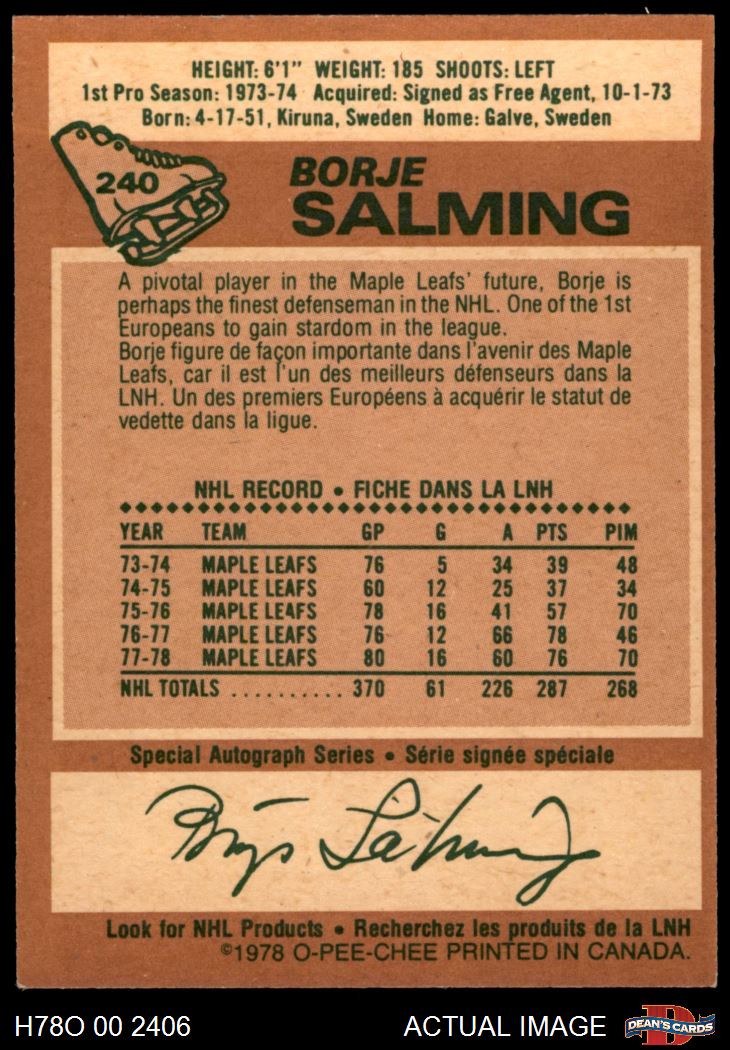 HEIGHT: 6'1" WEIGHT: 185 SHOOTS: LEFT
1st Pro Season: 1973-74 Acquired: Signed as Free Agent, 10-1-73
Born: 4-17-51, Kiruna, Sweden Home: Galve, Sweden
240
BORJE
SALMING
A pivotal player in the Maple Leafs' future, Borje is
perhaps the finest defenseman in the NHL. One of the 1st
Europeans to gain stardom in the league.
Borje figure de façon importante dans l'avenir des Maple
Leafs, car il est l'un des meilleurs défenseurs dans la
LNH. Un des premiers Européens à acquérir le statut de
vedette dans la ligue.
NHL RECORD • FICHE DANS LA LNH
YEAR TEAM GP G A PTS PIM
73-74 MAPLE LEAFS 76 5 34 39 48
74-75 MAPLE LEAFS 60 12 25 37 34
75-76 MAPLE LEAFS 78 16 41 57 70
76-77 MAPLE LEAFS 76 12 66 78 46
77-78 MAPLE LEAFS 80 16 60 76 70
NHL TOTALS .......... 370 61 226 287 268
Special Autograph Series • Série signée spéciale
Borje Salming
Look for NHL Products • Recherchez les produits de la LNH
©1978 O-PEE-CHEE PRINTED IN CANADA.
H78O 00 2406 ACTUAL IMAGE
D
DEAN'S CARDS